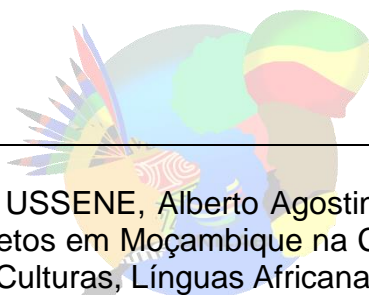 USSENE, Alberto Agostin
etos em Moçambique na C
Culturas, Línguas Africana